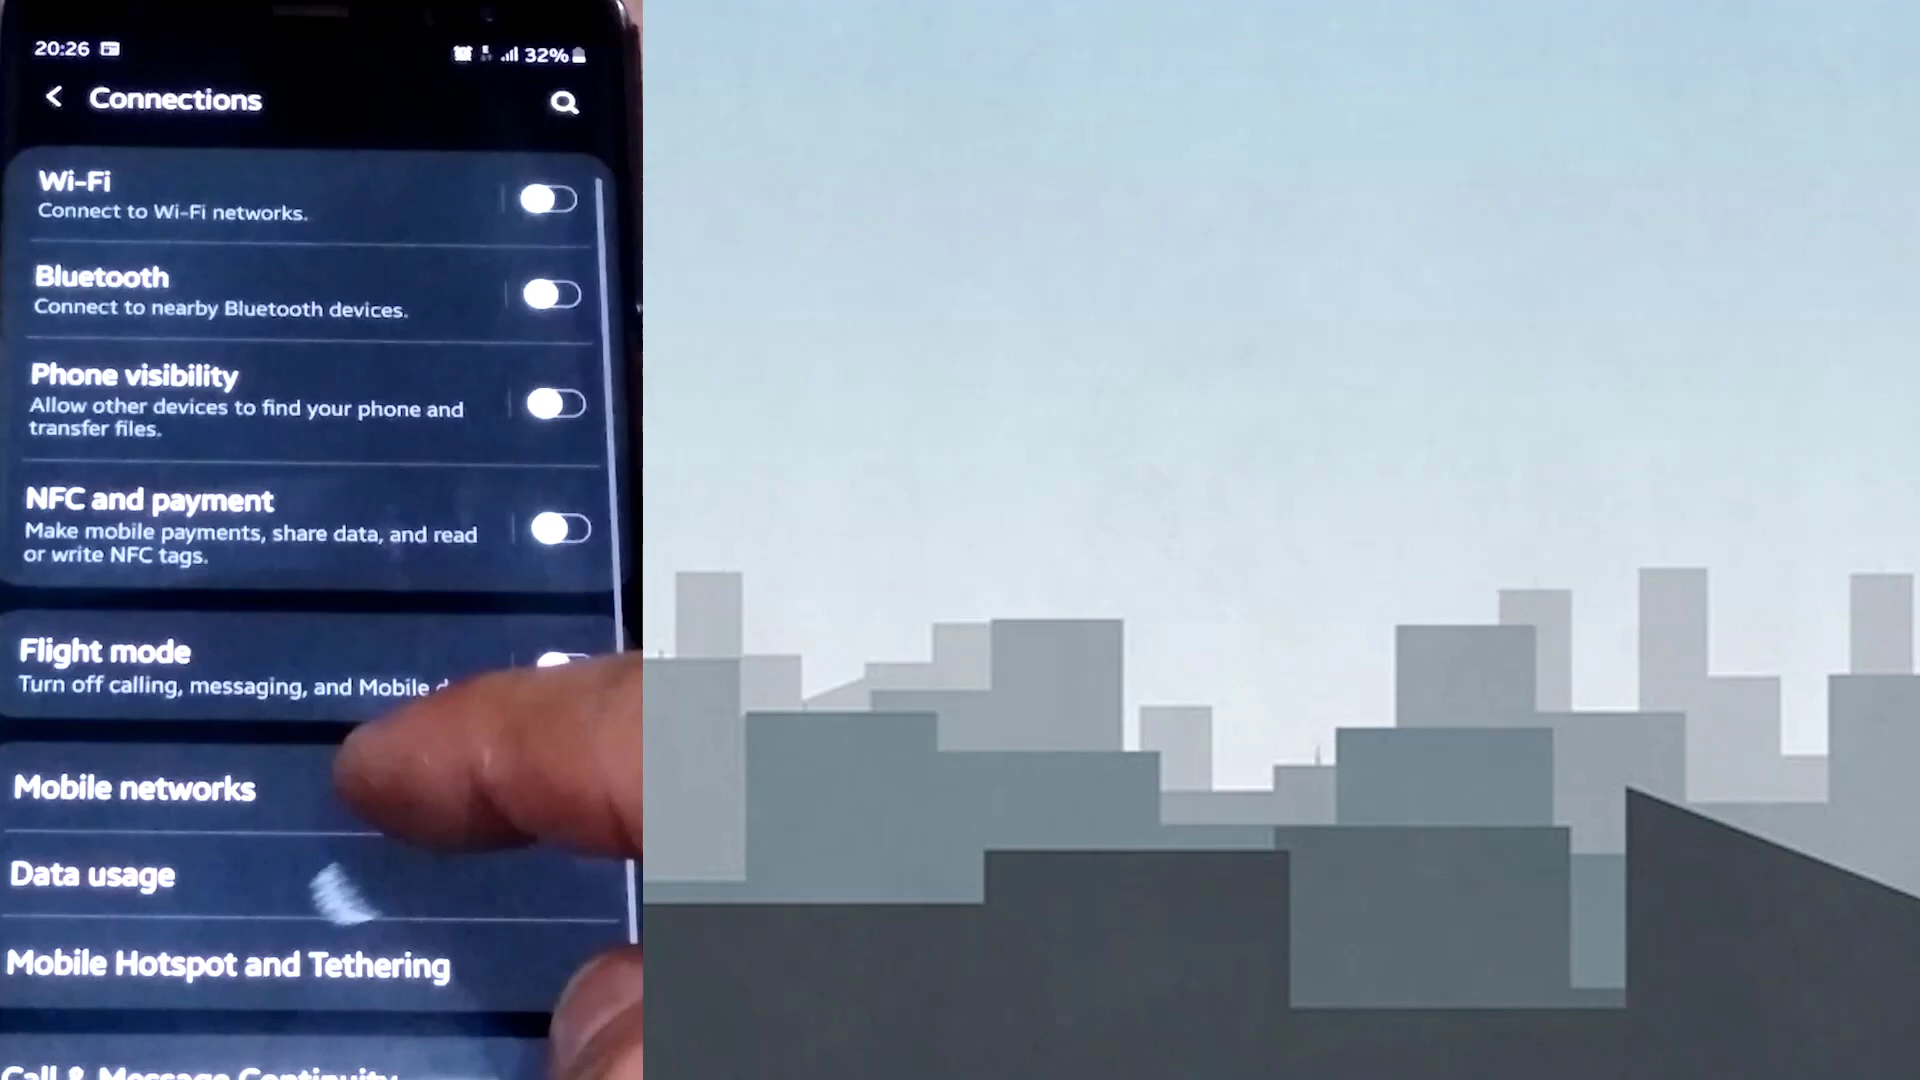 20:26
32%
Connections
Wi-Fi
Connect to Wi-Fi networks.
Bluetooth
Connect to nearby Bluetooth devices.
Phone visibility
Allow other devices to find your phone and
transfer files.
NFC and payment
Make mobile payments, share data, and read
or write NFC tags.
Flight mode
Turn off calling, messaging, and Mobile
Mobile networks
Data usage
Mobile Hotspot and Tethering
Call & Message Continuity